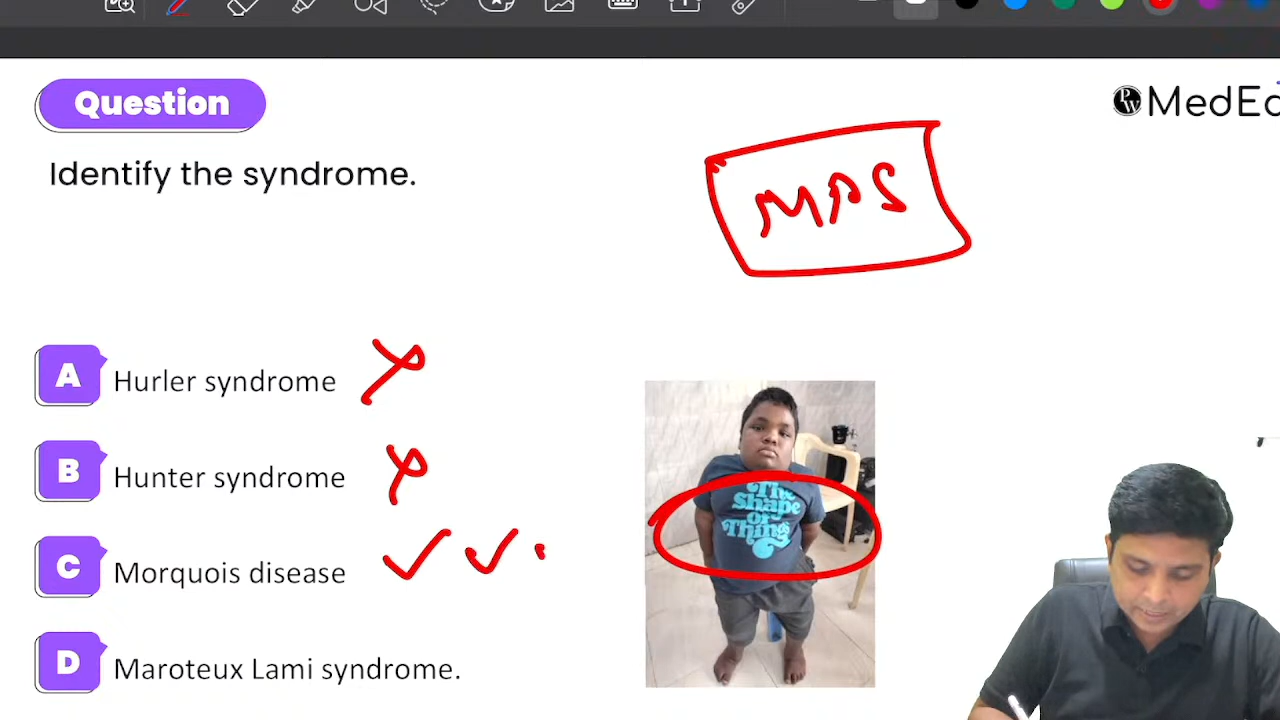 Question
PW MedEd
Identify the syndrome.
MPS
A Hurler syndrome
B Hunter syndrome
C Morquois disease
D Maroteux Lami syndrome.
The
Shape
of
Things